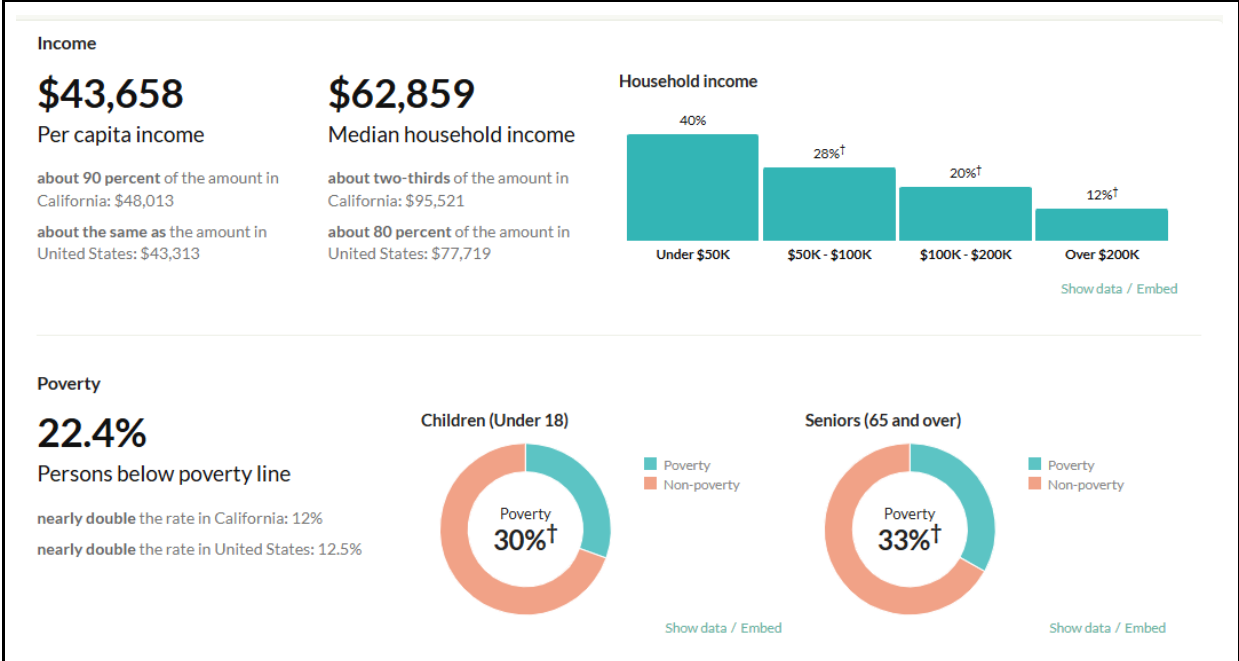 Income
$43,658
Per capita income
about 90 percent of the amount in
California: $48,013
about the same as the amount in
United States: $43,313
$62,859
Median household income
about two-thirds of the amount in
California: $95,521
about 80 percent of the amount in
United States: $77,719
Household income
40%
28%†
20%†
12%†
Under $50K
$50K - $100K
$100K - $200K
Over $200K
Show data / Embed
Poverty
22.4%
Persons below poverty line
nearly double the rate in California: 12%
nearly double the rate in United States: 12.5%
Children (Under 18)
Poverty
30%†
Poverty
Non-poverty
Show data / Embed
Seniors (65 and over)
Poverty
33%†
Poverty
Non-poverty
Show data / Embed